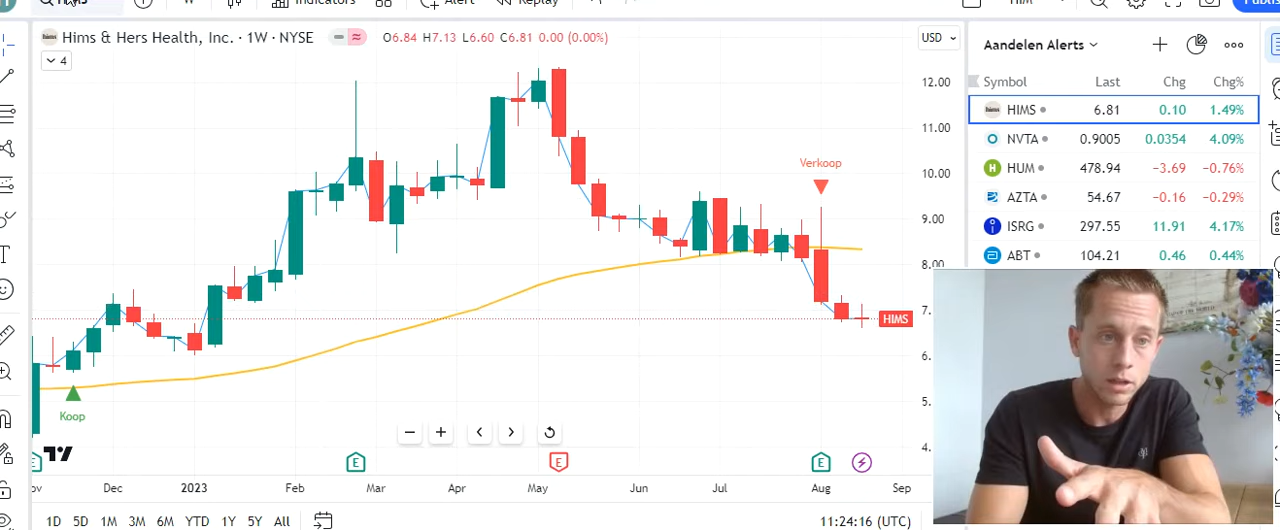 HIMS
W
Indicators
Alert
Replay
HIM
Publis
Hims & Hers Health, Inc. · 1W · NYSE
O6.84 H7.13 L6.60 C6.81 0.00 (0.00%)
4
USD
Aandelen Alerts
Symbol Last Chg Chg%
HIMS 6.81 0.10 1.49%
NVTA 0.9005 0.0354 4.09%
HUM 478.94 −3.69 −0.76%
AZTA 54.67 −0.16 −0.29%
ISRG 297.55 11.91 4.17%
ABT 104.21 0.46 0.44%
12.00
11.00
10.00
9.00
8.00
7.
6.
5.
4.
Verkoop
HIMS
Koop
E
E
E
E
ov Dec 2023 Feb Mar Apr May Jun Jul Aug Sep
1D 5D 1M 3M 6M YTD 1Y 5Y All
11:24:16 (UTC)